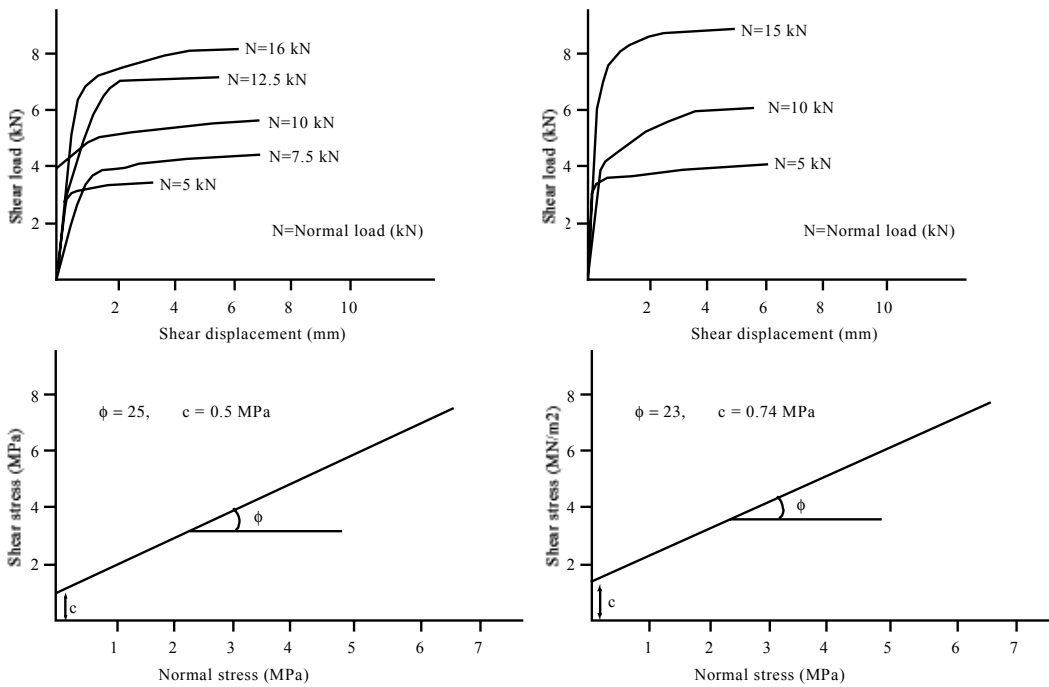 Shear load (kN)
8
6
4
2
N=16 kN
N=12.5 kN
N=10 kN
N=7.5 kN
N=5 kN
N=Normal load (kN)
2 4 6 8 10
Shear displacement (mm)
Shear load (kN)
8
6
4
2
N=15 kN
N=10 kN
N=5 kN
N=Normal load (kN)
2 4 6 8 10
Shear displacement (mm)
Shear stress (MPa)
8
6
4
2
ϕ = 25, c = 0.5 MPa
ϕ
c
1 2 3 4 5 6 7
Normal stress (MPa)
Shear stress (MN/m2)
8
6
4
2
ϕ = 23, c = 0.74 MPa
ϕ
c
1 2 3 4 5 6 7
Normal stress (MPa)